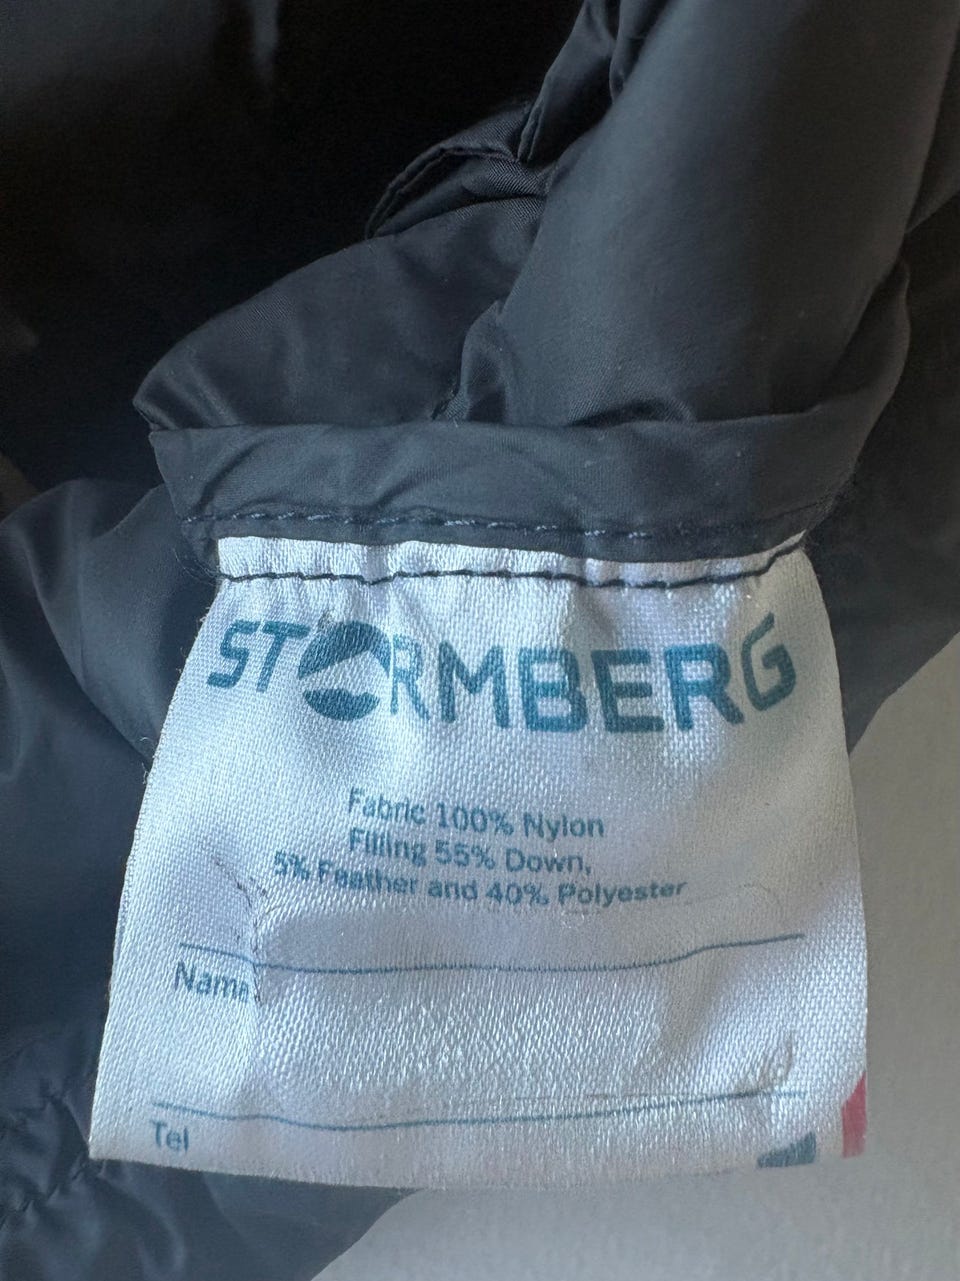 STORMBERG
Fabric 100% Nylon
Filling 55% Down,
5% Feather and 40% Polyester
Name
Tel